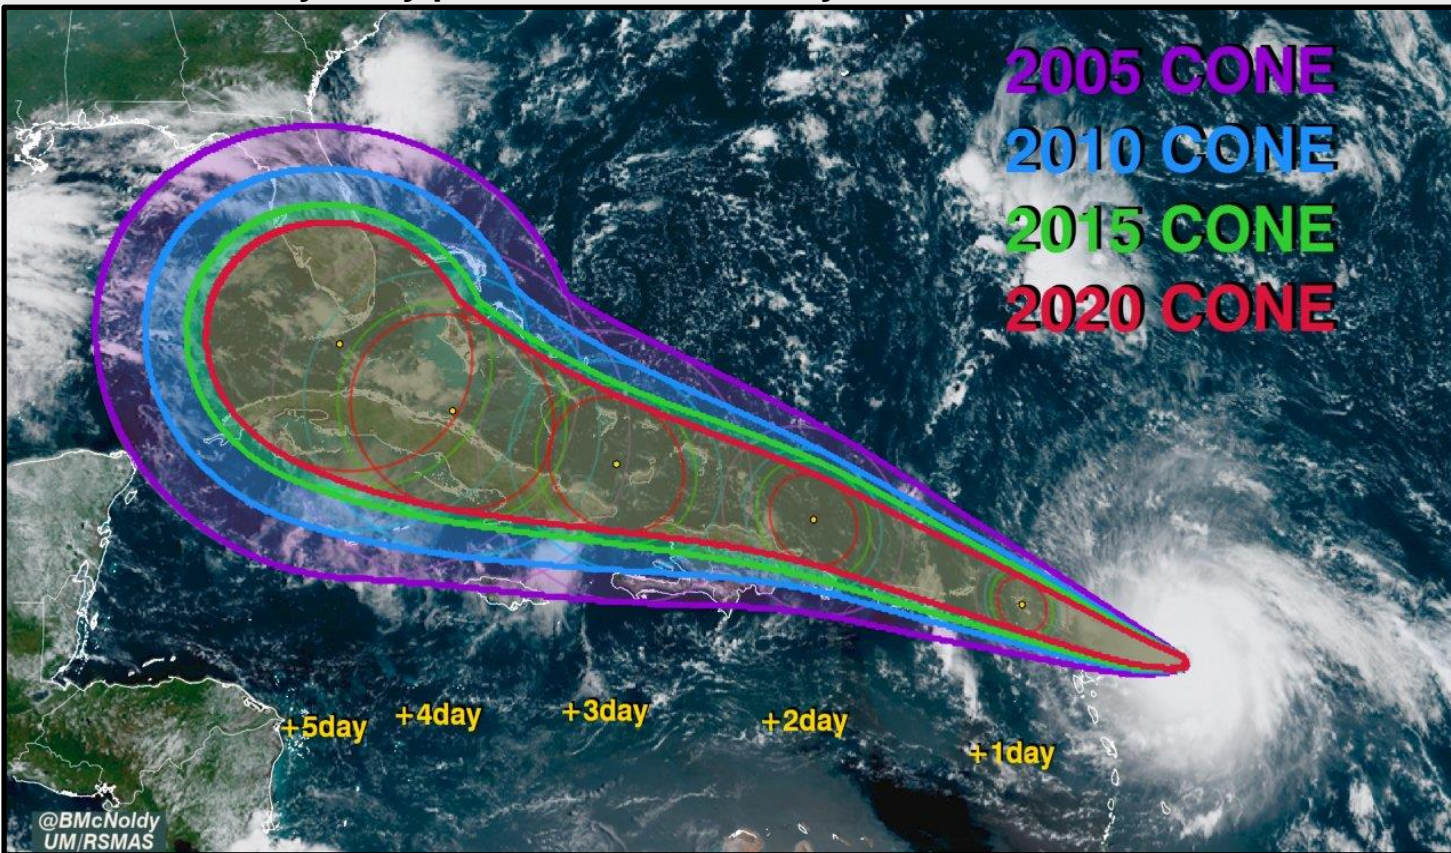 2005 CONE
2010 CONE
2015 CONE
2020 CONE
+5day
+4day
+3day
+2day
+1day
@BMcNoldy
UM/RSMAS